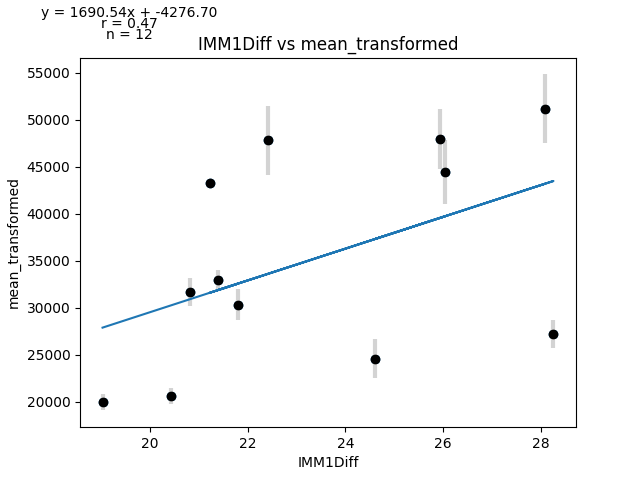 y = 1690.54x + -4276.70
r = 0.47
n = 12
IMM1Diff vs mean_transformed
55000
50000
45000
40000
35000
30000
25000
20000
mean_transformed
20 22 24 26 28
IMM1Diff